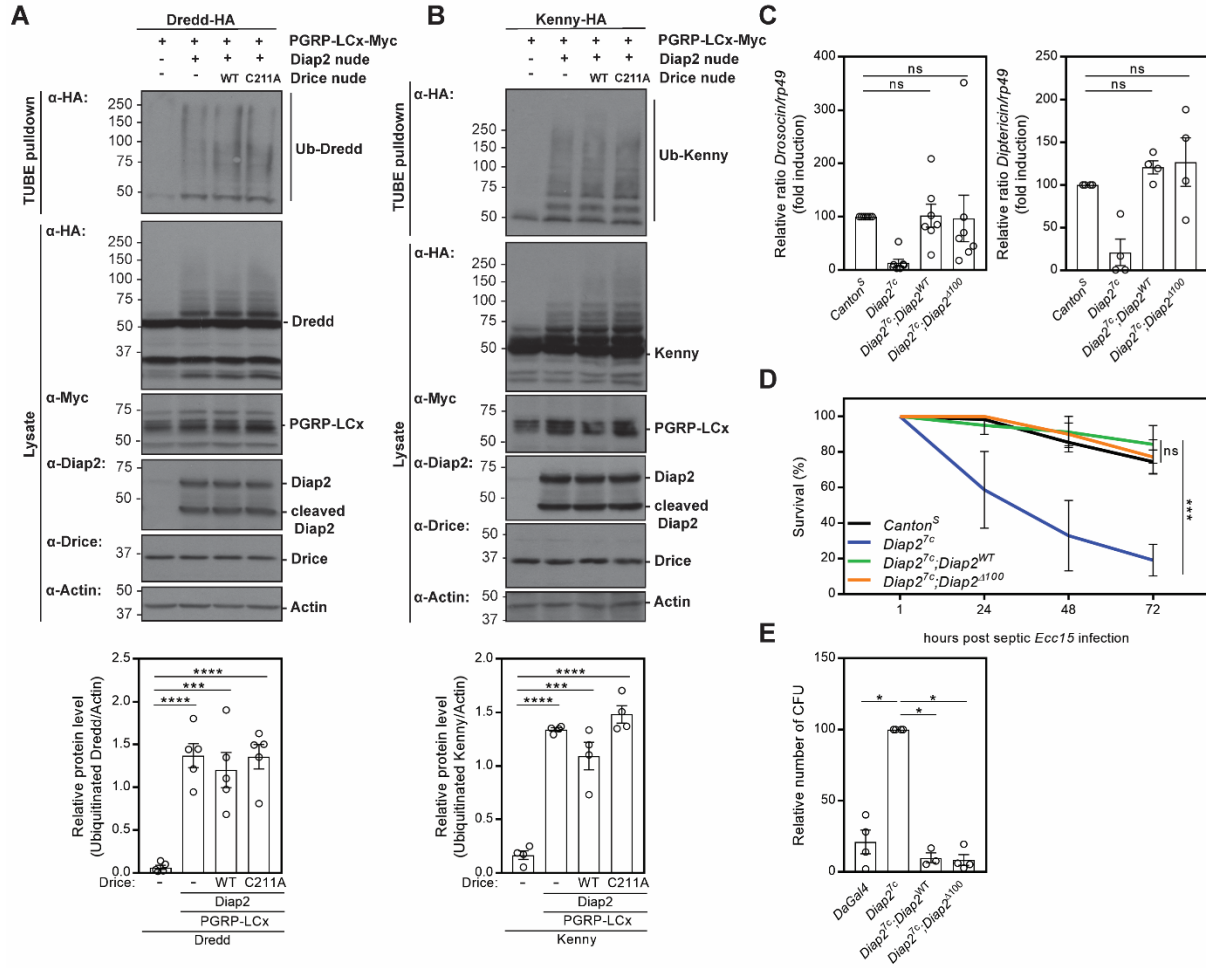 A
Dredd-HA
+ + + + PGRP-LCx-Myc
- + + + Diap2 nude
- - WT C211A Drice nude
TUBE pulldown
α-HA:
250
150
100
75
50
Ub-Dredd
Lysate
α-HA:
250
150
100
75
50
37
Dredd
α-Myc
75
50
PGRP-LCx
α-Diap2:
75
50
Diap2
cleaved
Diap2
α-Drice:
37
Drice
α-Actin:
50
37
Actin
Relative protein level
(Ubiquitinated Dredd/Actin)
2.5
2.0
1.5
1.0
0.5
0.0
****
***
****
Drice: - - WT C211A
Diap2
PGRP-LCx
Dredd
B
Kenny-HA
+ + + + PGRP-LCx-Myc
- + + + Diap2 nude
- - WT C211A Drice nude
TUBE pulldown
α-HA:
250
150
100
75
50
Ub-Kenny
Lysate
α-HA:
250
150
100
75
50
Kenny
α-Myc
75
50
PGRP-LCx
α-Diap2:
75
50
Diap2
cleaved
Diap2
α-Drice:
37
Drice
α-Actin:
50
37
Actin
Relative protein level
(Ubiquitinated Kenny/Actin)
2.0
1.5
1.0
0.5
0.0
****
***
****
Drice: - - WT C211A
Diap2
PGRP-LCx
Kenny
C
Relative ratio Drosocin/rp49
(fold induction)
400
300
200
100
0
ns
ns
Canton^S
Diap2^7c
Diap2^7c;Diap2^WT
Diap2^7c;Diap2^Δ100
Relative ratio Diptericin/rp49
(fold induction)
250
200
150
100
50
0
ns
ns
Canton^S
Diap2^7c
Diap2^7c;Diap2^WT
Diap2^7c;Diap2^Δ100
D
Survival (%)
100
80
60
40
20
0
Canton^S
Diap2^7c
Diap2^7c;Diap2^WT
Diap2^7c;Diap2^Δ100
ns
***
1 24 48 72
hours post septic Ecc15 infection
E
Relative number of CFU
150
100
50
0
* *
*
DaGal4
Diap2^7c
Diap2^7c;Diap2^WT
Diap2^7c;Diap2^Δ100